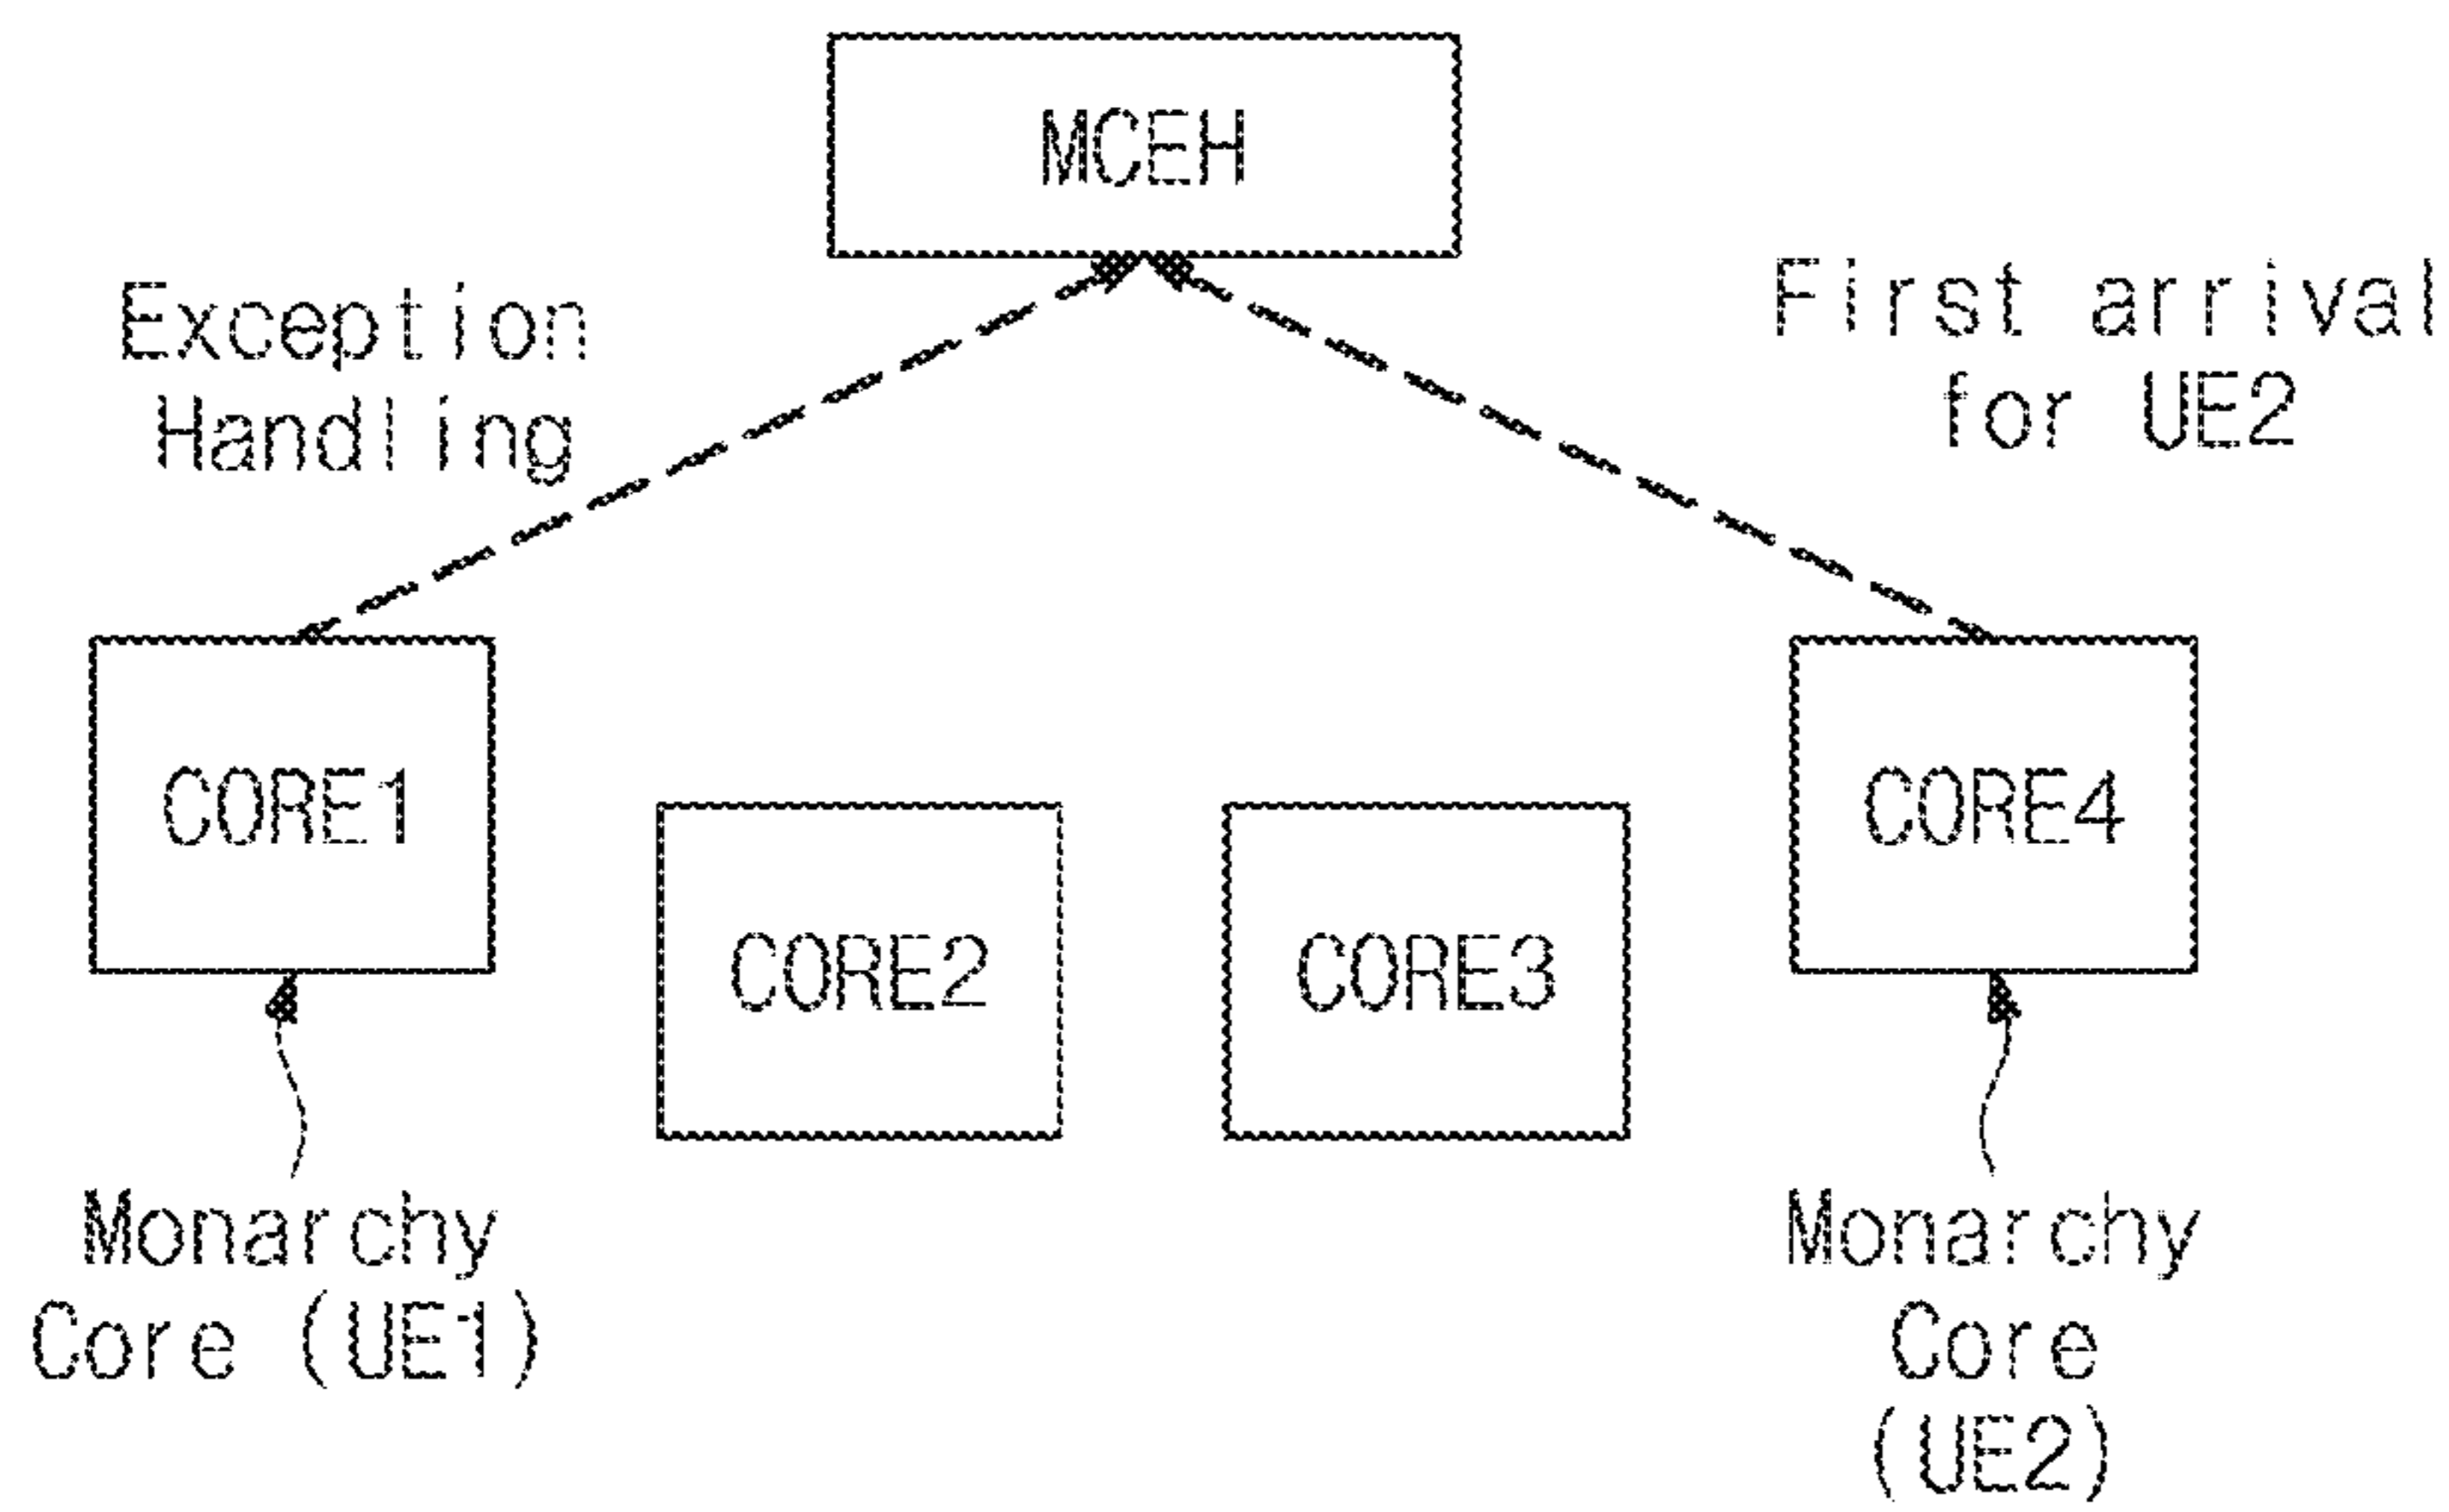 MCEH
Exception
Handling
First arrival
for UE2
CORE1
CORE2
CORE3
CORE4
Monarchy
Core (UE1)
Monarchy
Core
(UE2)